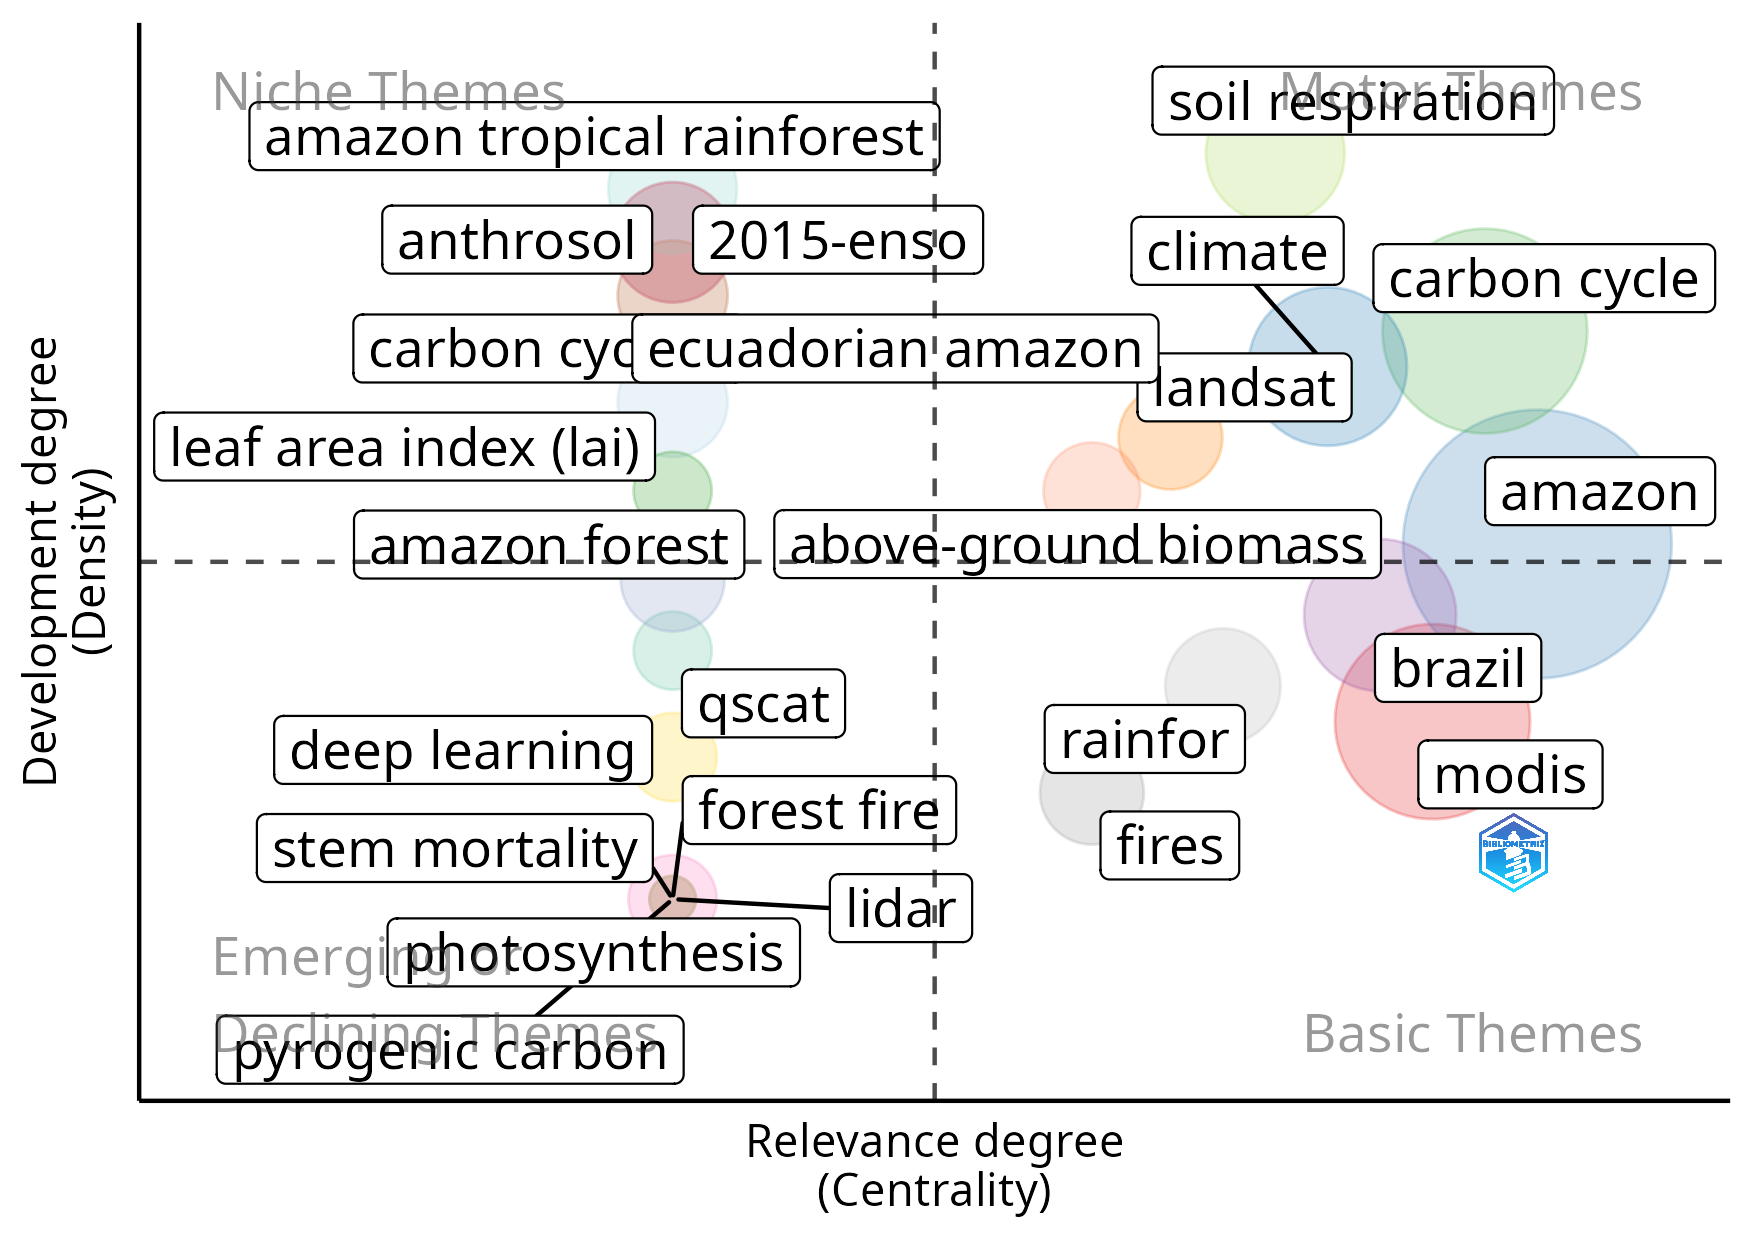 Niche Themes
Motor Themes
soil respiration
amazon tropical rainforest
anthrosol
2015-enso
climate
carbon cycle
carbon cyc
ecuadorian amazon
landsat
leaf area index (lai)
amazon
amazon forest
above-ground biomass
brazil
qscat
rainfor
deep learning
modis
forest fire
stem mortality
fires
BIBLIOMETRIX
lidar
photosynthesis
Emerging or
Declining Themes
pyrogenic carbon
Basic Themes
Development degree
(Density)
Relevance degree
(Centrality)